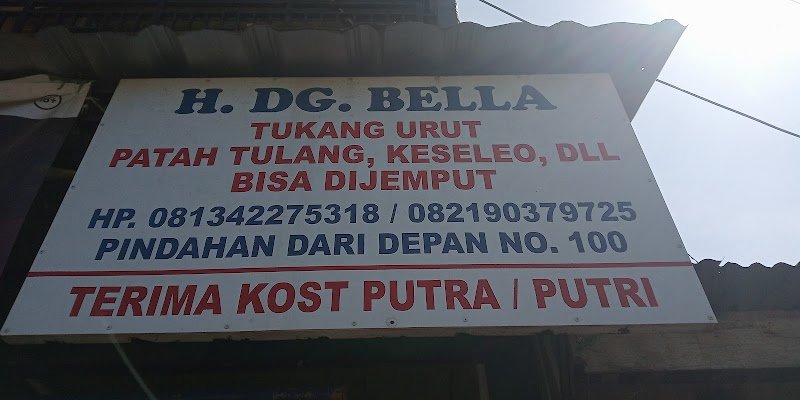 H. DG. BELLA
TUKANG URUT
PATAH TULANG, KESELEO, DLL
BISA DIJEMPUT
HP. 081342275318 / 082190379725
PINDAHAN DARI DEPAN NO. 100
TERIMA KOST PUTRA / PUTRI